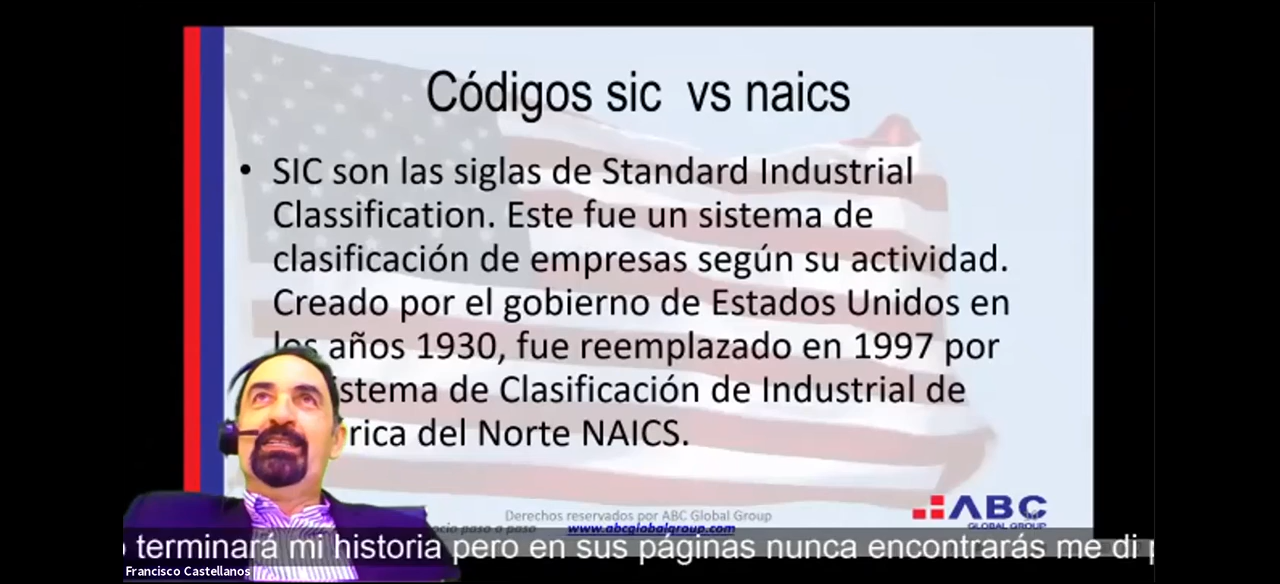 Códigos sic vs naics
• SIC son las siglas de Standard Industrial
Classification. Este fue un sistema de
clasificación de empresas según su actividad.
Creado por el gobierno de Estados Unidos en
los años 1930, fue reemplazado en 1997 por
stema de Clasificación de Industrial de
rica del Norte NAICS.
Derechos reservados por ABC Global Group
ABC
GLOBAL GROUP
paso a paso www.abcglobalgroup.com
terminará mi historia pero en sus páginas nunca encontrarás me di
Francisco Castellanos